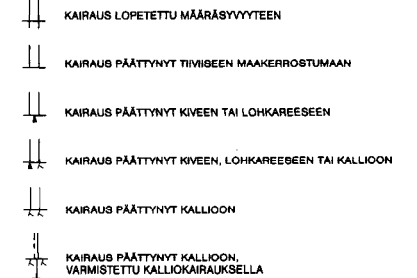 KAIRAUS LOPETETTU MÄÄRÄSYVYYTEEN
KAIRAUS PÄÄTTYNYT TIIVIISEEN MAAKERROSTUMAAN
KAIRAUS PÄÄTTYNYT KIVEEN TAI LOHKAREESEEN
KAIRAUS PÄÄTTYNYT KIVEEN, LOHKAREESEEN TAI KALLIOON
KAIRAUS PÄÄTTYNYT KALLIOON
KAIRAUS PÄÄTTYNYT KALLIOON,
VARMISTETTU KALLIOKAIRAUKSELLA